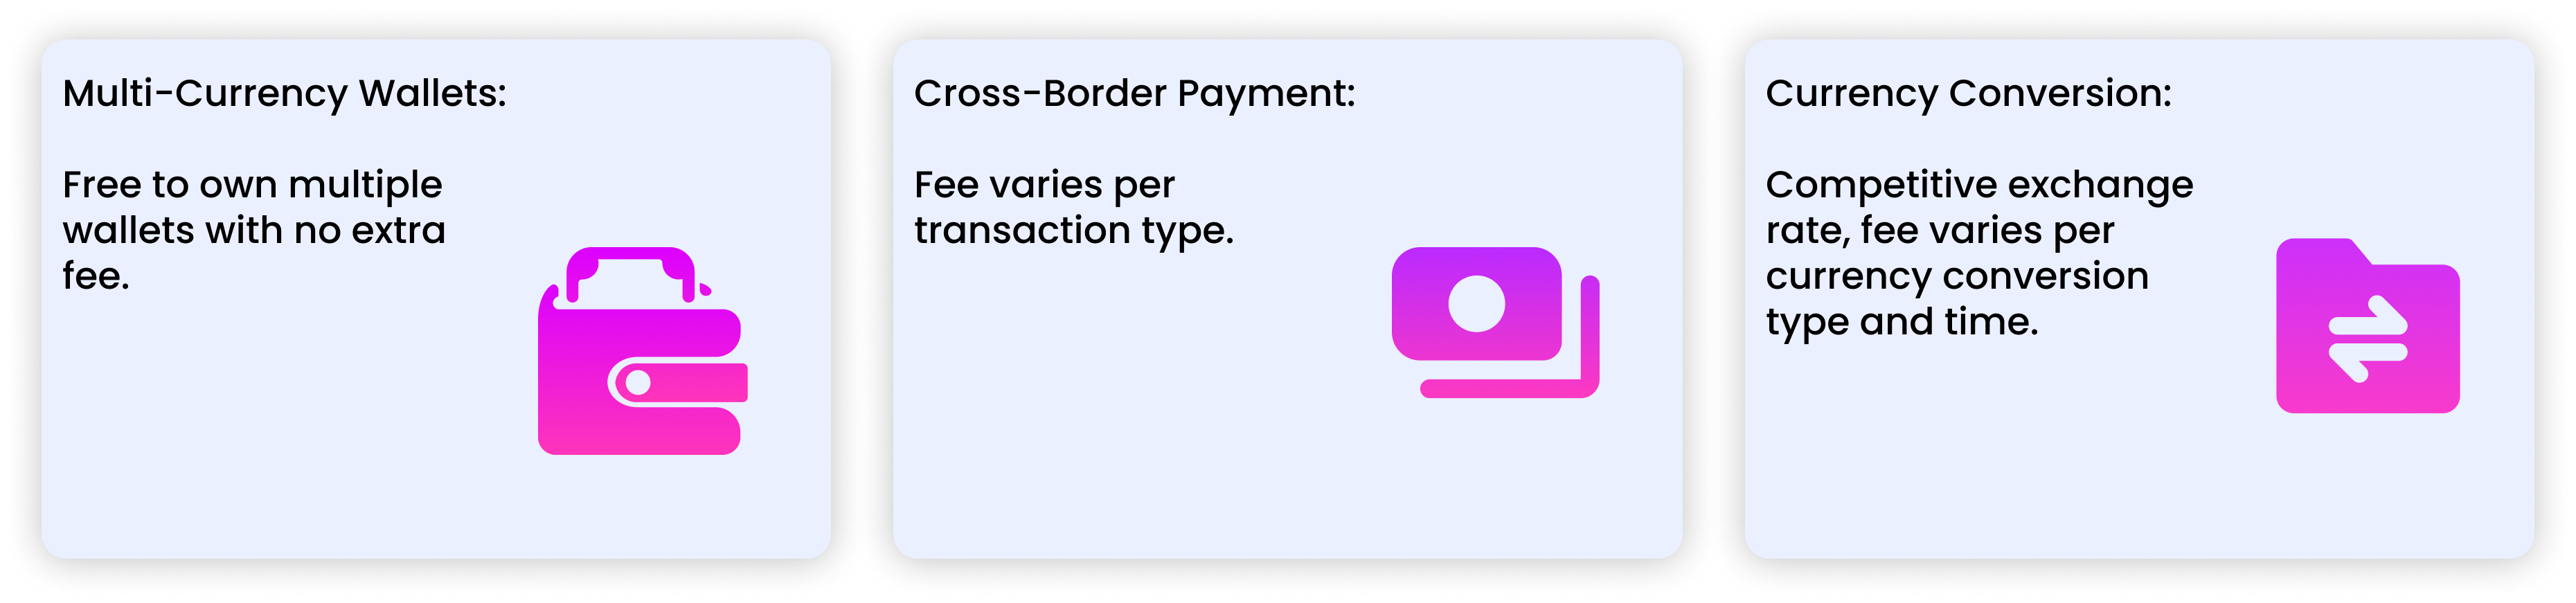 Multi-Currency Wallets:
Free to own multiple
wallets with no extra
fee.
Cross-Border Payment:
Fee varies per
transaction type.
Currency Conversion:
Competitive exchange
rate, fee varies per
currency conversion
type and time.